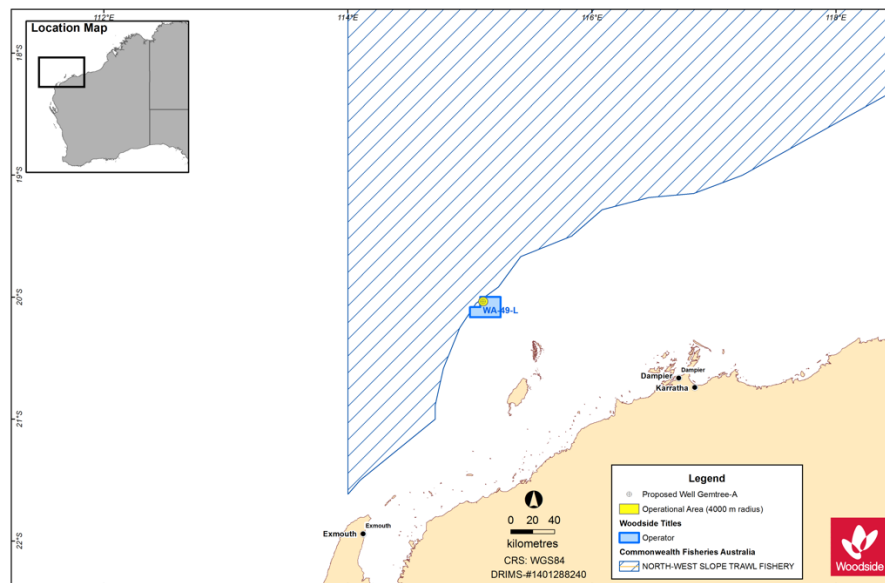 112°E
114°E
116°E
118°E
Location Map
18°S
19°S
20°S
21°S
22°S
WA-49-L
Dampier
Dampier
Karratha
Exmouth
Exmouth
0 20 40
kilometres
CRS: WGS84
DRIMS-#1401288240
Legend
Proposed Well Gemtree-A
Operational Area (4000 m radius)
Woodside Titles
Operator
Commonwealth Fisheries Australia
NORTH-WEST SLOPE TRAWL FISHERY
Woodside